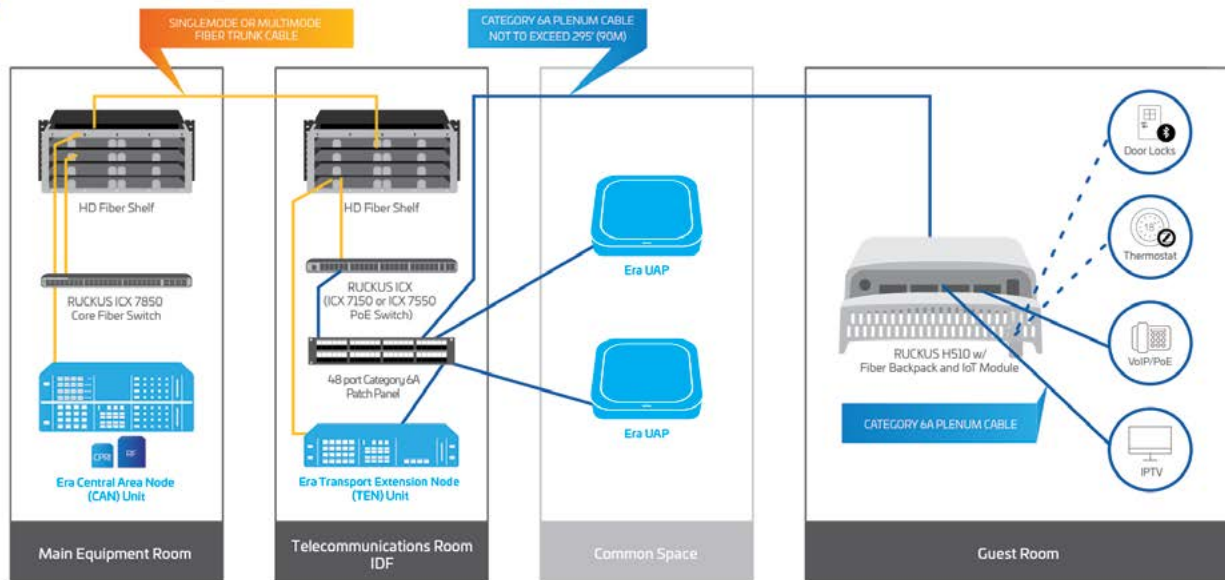 SINGLEMODE OR MULTIMODE
FIBER TRUNK CABLE
CATEGORY 6A PLENUM CABLE
NOT TO EXCEED 295' (90M)
HD Fiber Shelf
RUCKUS ICX 7850
Core Fiber Switch
CPRI
RF
Era Central Area Node
(CAN) Unit
Main Equipment Room
HD Fiber Shelf
RUCKUS ICX
(ICX 7150 or ICX 7550
PoE Switch)
48 port Category 6A
Patch Panel
Era Transport Extension Node
(TEN) Unit
Telecommunications Room
IDF
Era UAP
Era UAP
Common Space
Door Locks
18°
Thermostat
RUCKUS H510 w/
Fiber Backpack and IoT Module
VoIP/PoE
CATEGORY 6A PLENUM CABLE
IPTV
Guest Room